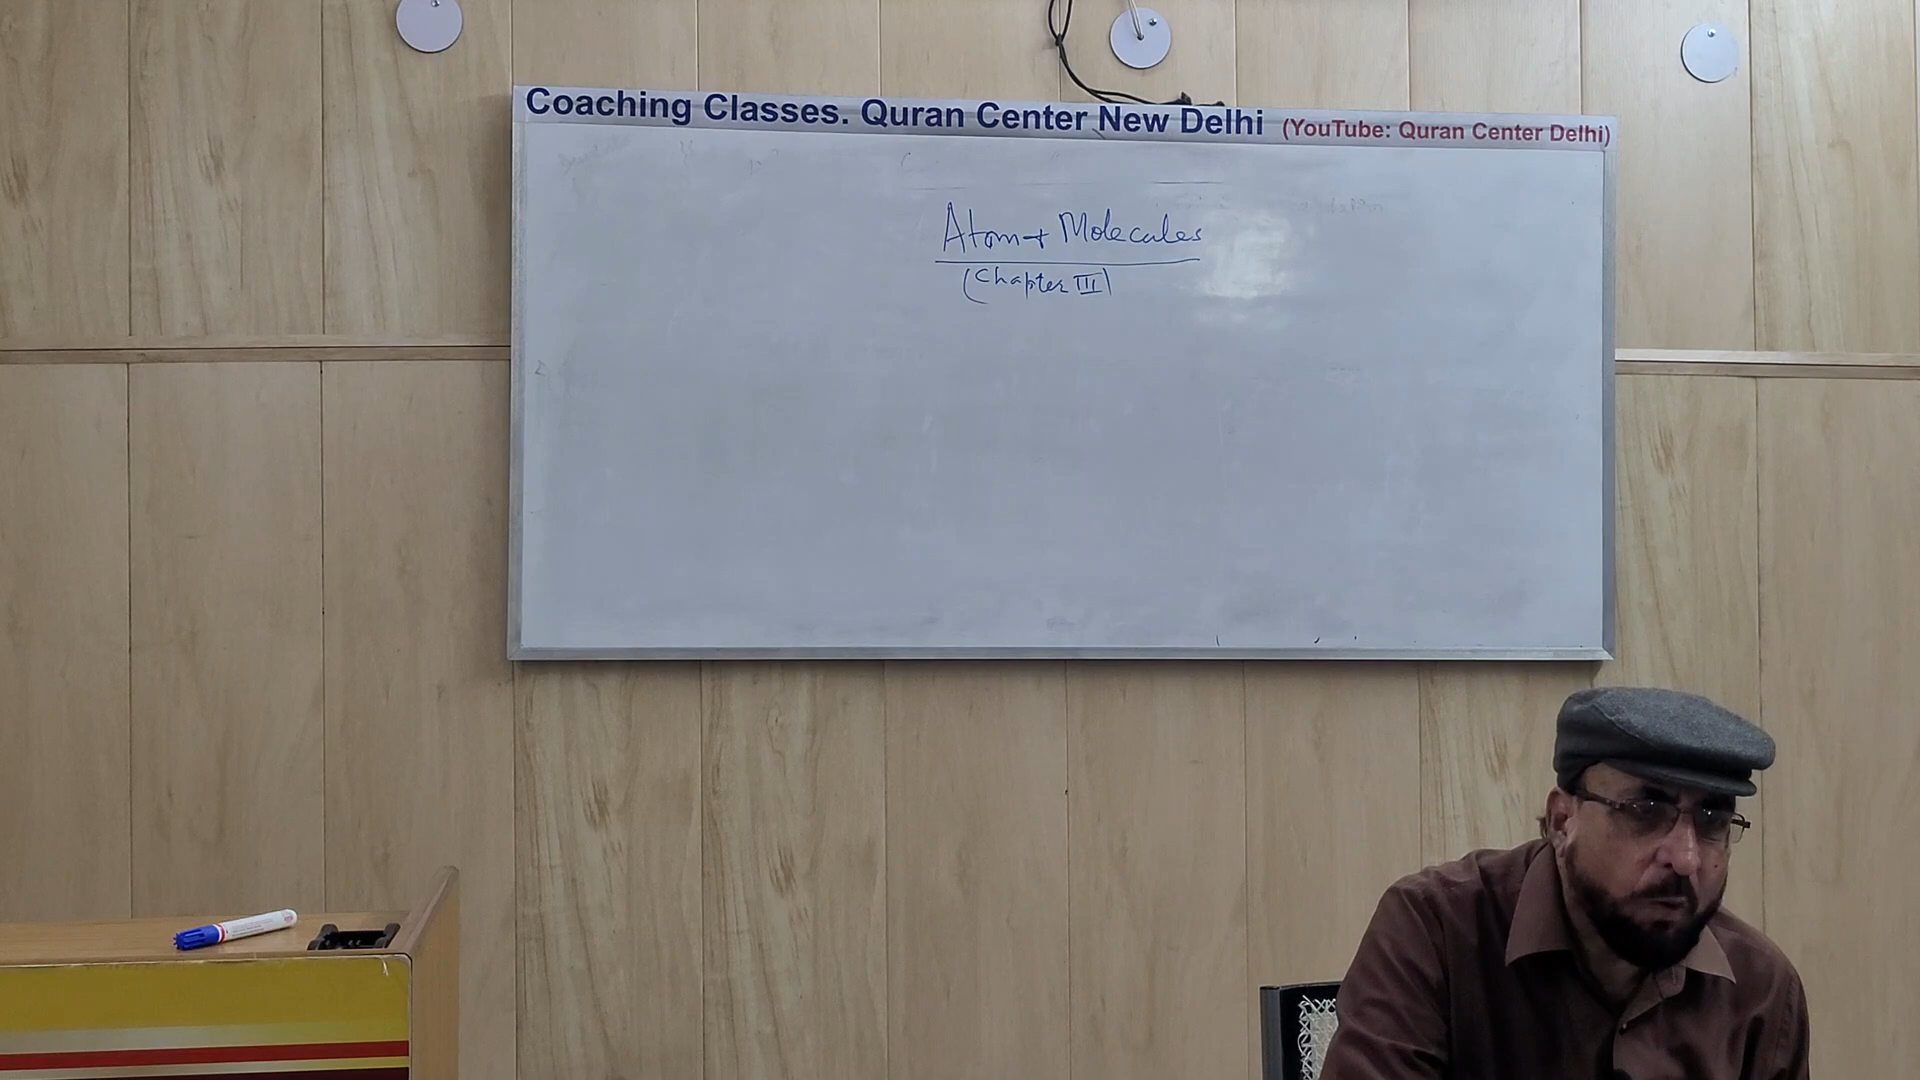 Coaching Classes. Quran Center New Delhi (YouTube: Quran Center Delhi)
Atom + Molecules
(Chapter III)